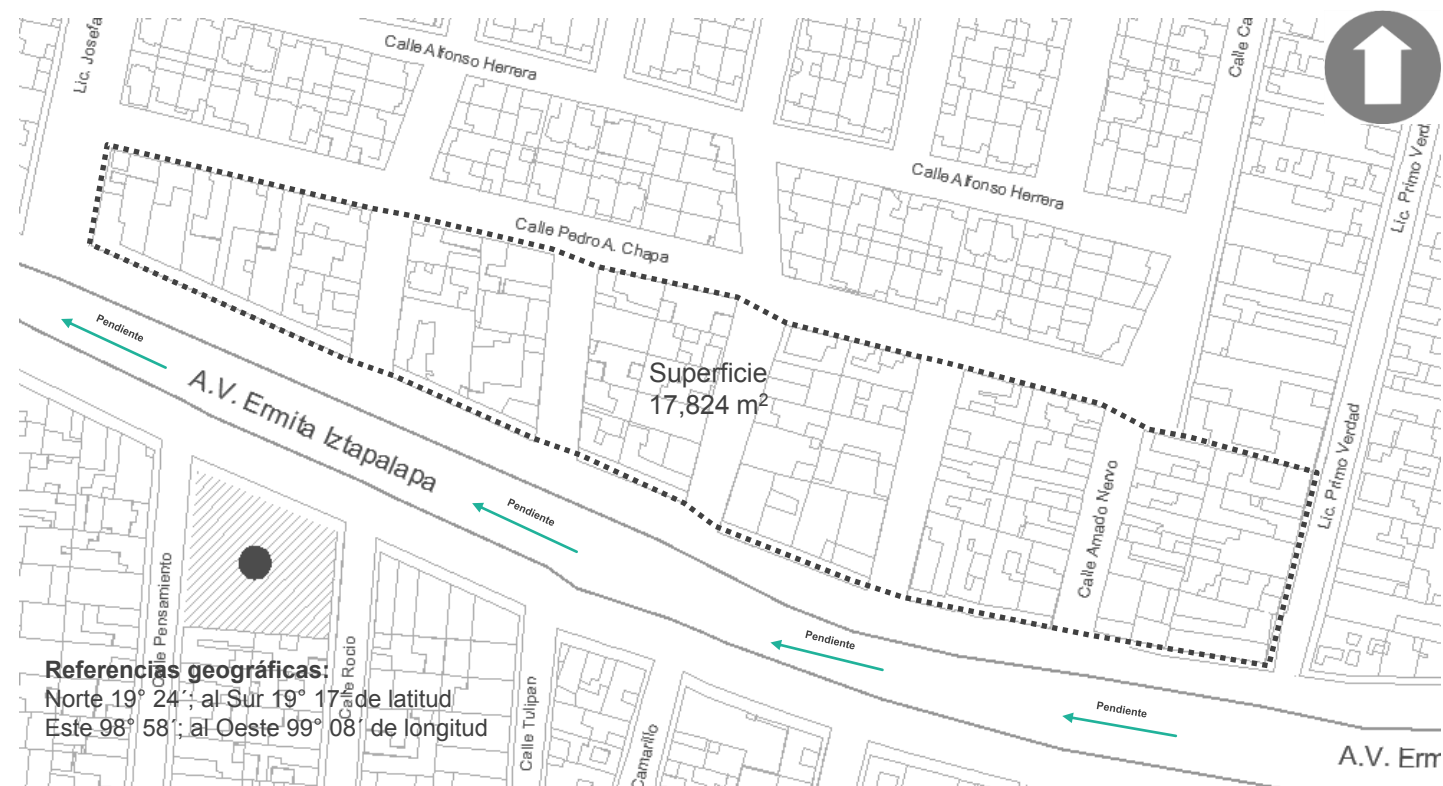 Lic. Josefa
Calle Alfonso Herrera
Calle Ca
Lic. Primo Verd
Calle Alfonso Herrera
Calle Pedro A. Chapa
Pendiente
Superficie
17,824 m²
A.V. Ermita Iztapalapa
Lic. Primo Verdad
Pendiente
Calle Amado Nervo
Calle Pensamiento
Calle Rocio
Pendiente
Referencias geográficas:
Norte 19° 24´; al Sur 19° 17´ de latitud
Este 98° 58´; al Oeste 99° 08´ de longitud
Calle Tulipan
Camarillo
Pendiente
A.V. Erm